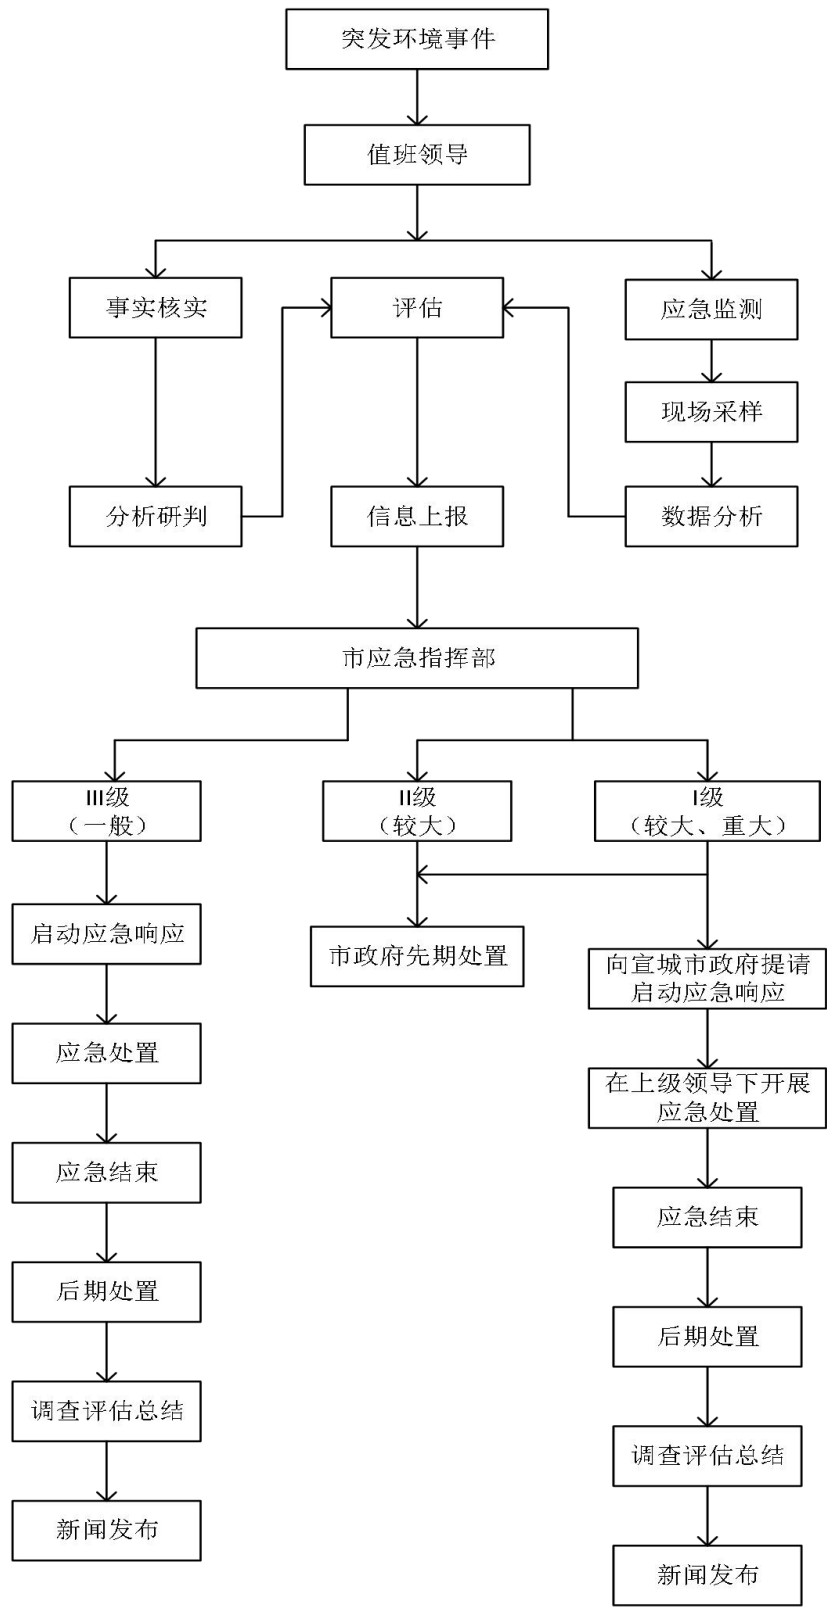 突发环境事件
值班领导
事实核实
评估
应急监测
现场采样
分析研判
信息上报
数据分析
市应急指挥部
III级
（一般）
II级
（较大）
I级
（较大、重大）
启动应急响应
市政府先期处置
向宣城市政府提请
启动应急响应
应急处置
在上级领导下开展
应急处置
应急结束
应急结束
后期处置
后期处置
调查评估总结
调查评估总结
新闻发布
新闻发布